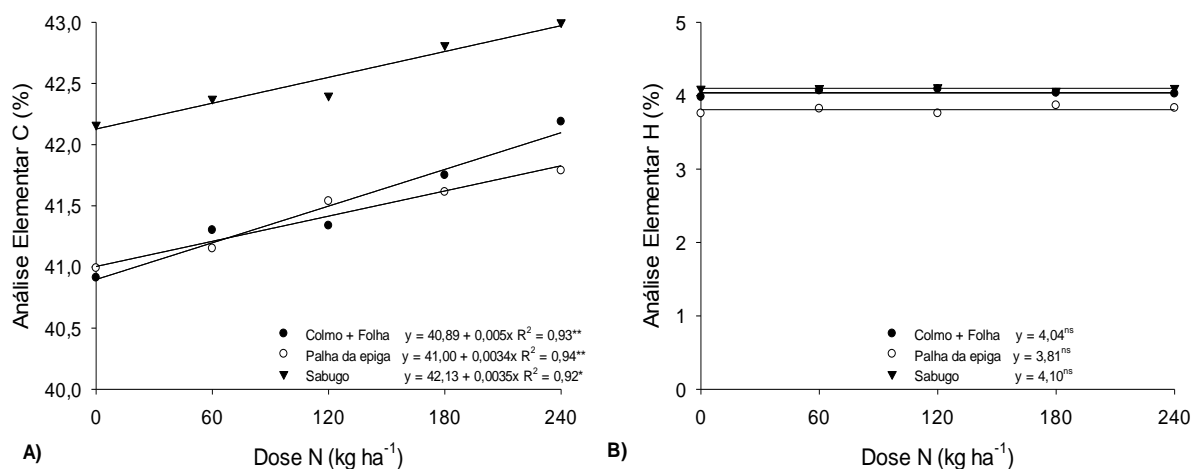 Análise Elementar C (%)
43,0
42,5
42,0
41,5
41,0
40,5
40,0
Colmo + Folha y = 40,89 + 0,005x R² = 0,93**
Palha da epiga y = 41,00 + 0,0034x R² = 0,94**
Sabugo y = 42,13 + 0,0035x R² = 0,92*
0 60 120 180 240
A) Dose N (kg ha⁻¹)
Análise Elementar H (%)
5
4
3
2
1
0
Colmo + Folha y = 4,04ⁿˢ
Palha da epiga y = 3,81ⁿˢ
Sabugo y = 4,10ⁿˢ
0 60 120 180 240
B) Dose N (kg ha⁻¹)